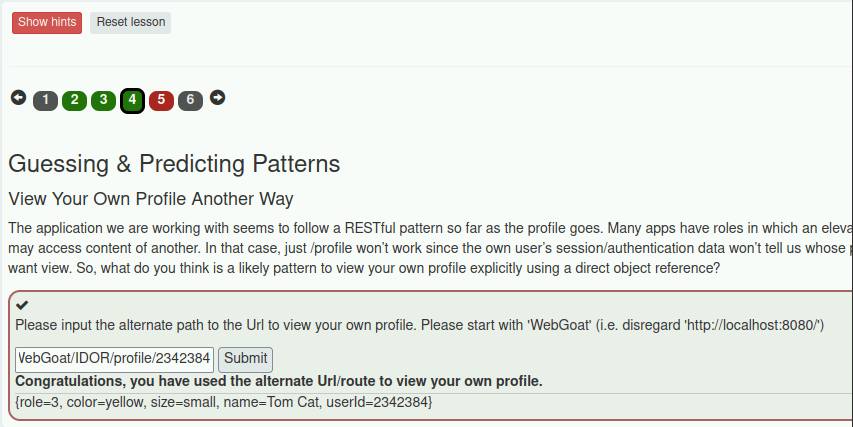 Show hints Reset lesson
1 2 3 4 5 6
Guessing & Predicting Patterns
View Your Own Profile Another Way
The application we are working with seems to follow a RESTful pattern so far as the profile goes. Many apps have roles in which an eleva
may access content of another. In that case, just /profile won’t work since the own user’s session/authentication data won’t tell us whose
want view. So, what do you think is a likely pattern to view your own profile explicitly using a direct object reference?
Please input the alternate path to the Url to view your own profile. Please start with 'WebGoat' (i.e. disregard 'http://localhost:8080/')
WebGoat/IDOR/profile/2342384 Submit
Congratulations, you have used the alternate Url/route to view your own profile.
{role=3, color=yellow, size=small, name=Tom Cat, userId=2342384}